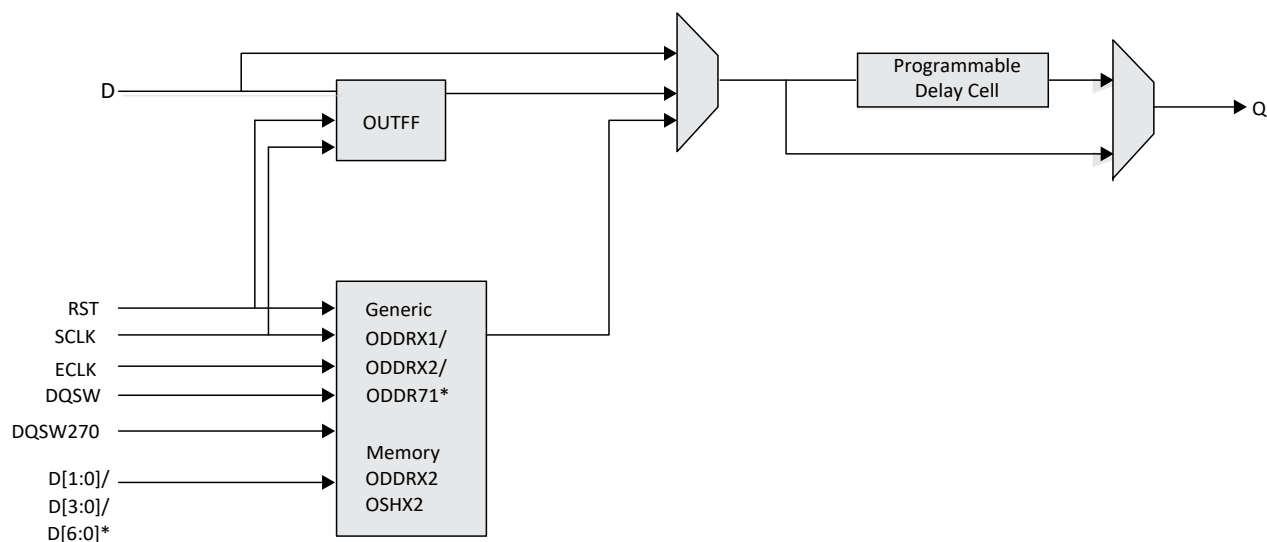 D
OUTFF
Programmable
Delay Cell
Q
RST
SCLK
ECLK
DQSW
DQSW270
D[1:0]/
D[3:0]/
D[6:0]*
Generic
ODDRX1/
ODDRX2/
ODDR71*
Memory
ODDRX2
OSHX2